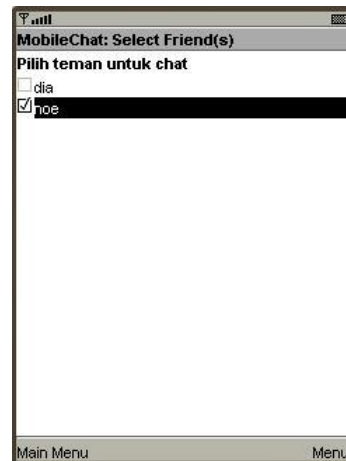 MobileChat: Select Friend(s)
Pilih teman untuk chat
dia
noe
Main Menu Menu